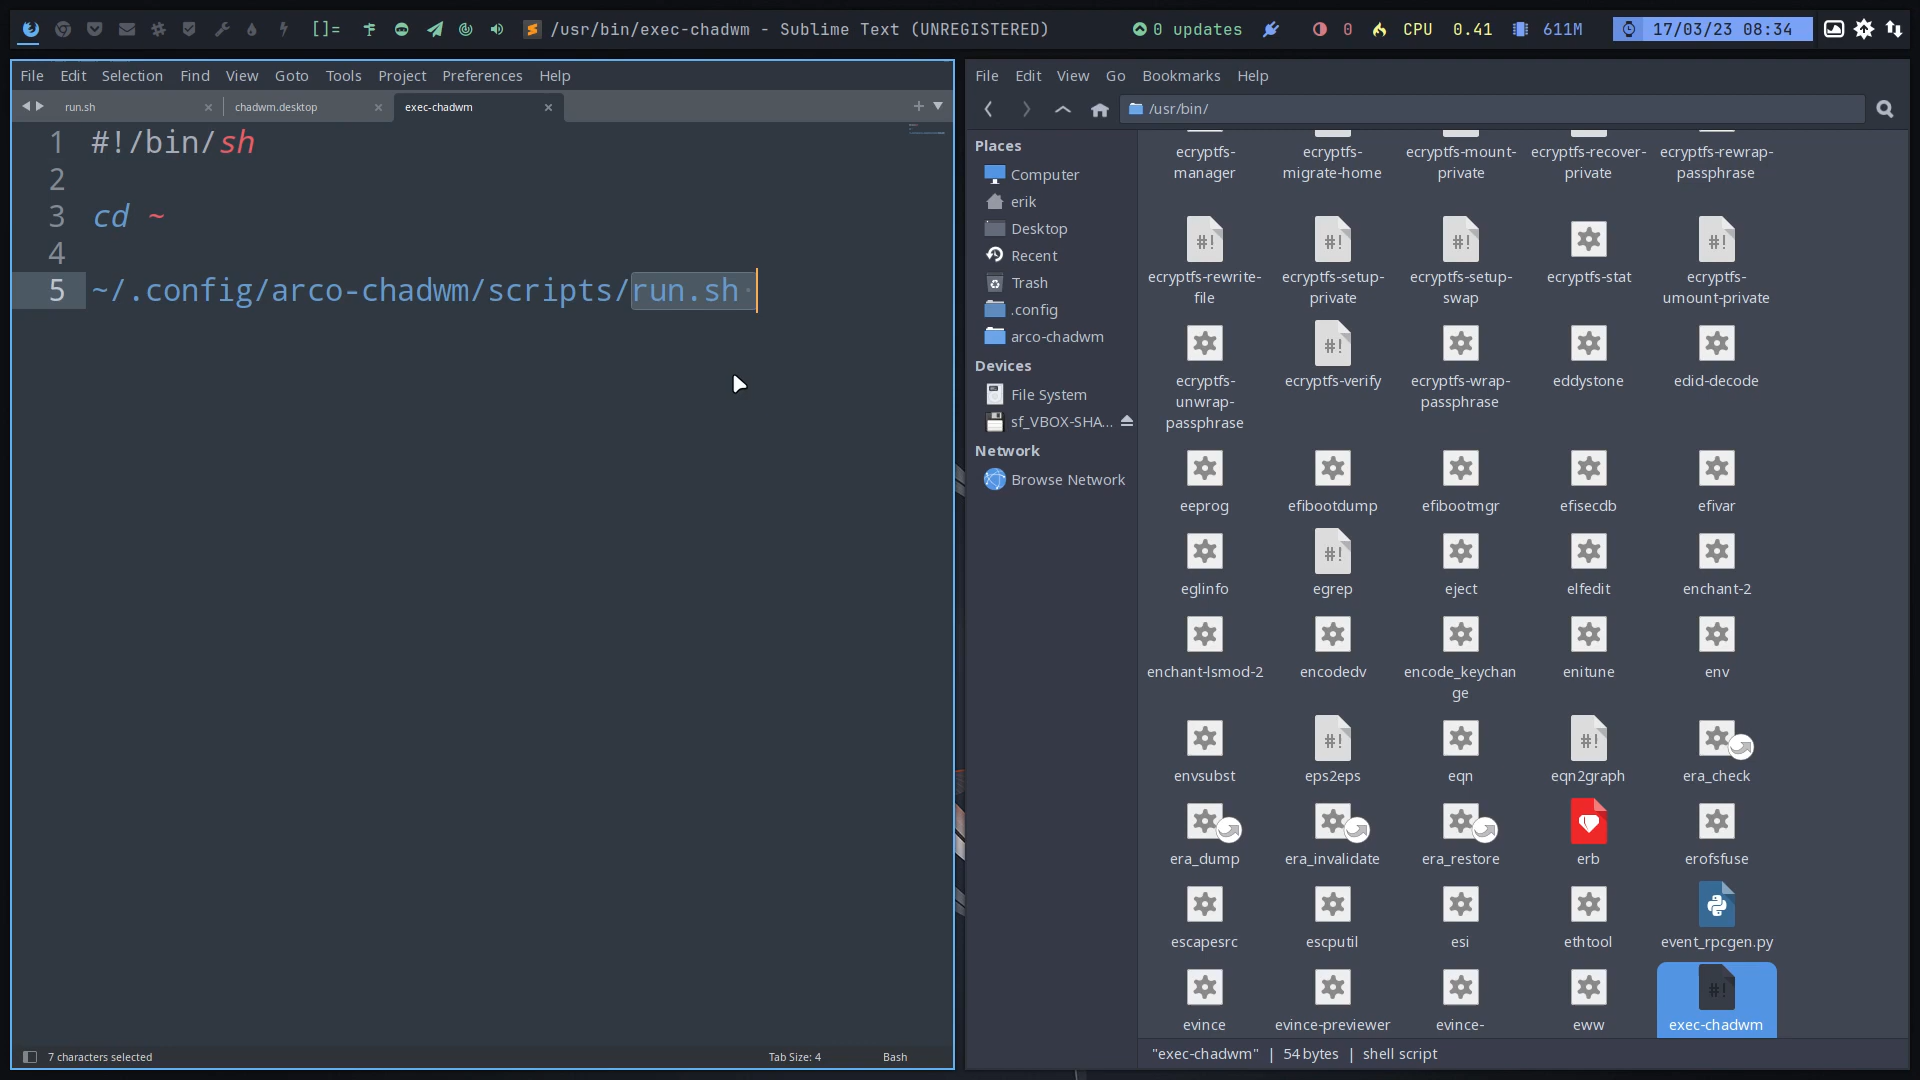 []=
/usr/bin/exec-chadwm - Sublime Text (UNREGISTERED)
0 updates
0
CPU 0.41
611M
17/03/23 08:34
File Edit Selection Find View Goto Tools Project Preferences Help
run.sh
chadwm.desktop
exec-chadwm
1 #!/bin/sh
2
3 cd ~
4
5 ~/.config/arco-chadwm/scripts/run.sh
7 characters selected
Tab Size: 4
Bash
File Edit View Go Bookmarks Help
/usr/bin/
Places
Computer
erik
Desktop
Recent
Trash
.config
arco-chadwm
Devices
File System
sf_VBOX-SHA...
Network
Browse Network
ecryptfs-
manager
ecryptfs-
migrate-home
ecryptfs-mount-
private
ecryptfs-recover-
private
ecryptfs-rewrap-
passphrase
#!
#!
#!
#!
ecryptfs-rewrite-
file
ecryptfs-setup-
private
ecryptfs-setup-
swap
ecryptfs-stat
ecryptfs-
umount-private
#!
ecryptfs-
unwrap-
passphrase
ecryptfs-verify
ecryptfs-wrap-
passphrase
eddystone
edid-decode
eeprog
efibootdump
efibootmgr
efisecdb
efivar
#!
eglinfo
egrep
eject
elfedit
enchant-2
enchant-lsmod-2
encodedv
encode_keychan
ge
enitune
env
#!
#!
envsubst
eps2eps
eqn
eqn2graph
era_check
era_dump
era_invalidate
era_restore
erb
erofsfuse
escapesrc
escputil
esi
ethtool
event_rpcgen.py
#!
evince
evince-previewer
evince-
eww
exec-chadwm
"exec-chadwm" | 54 bytes | shell script